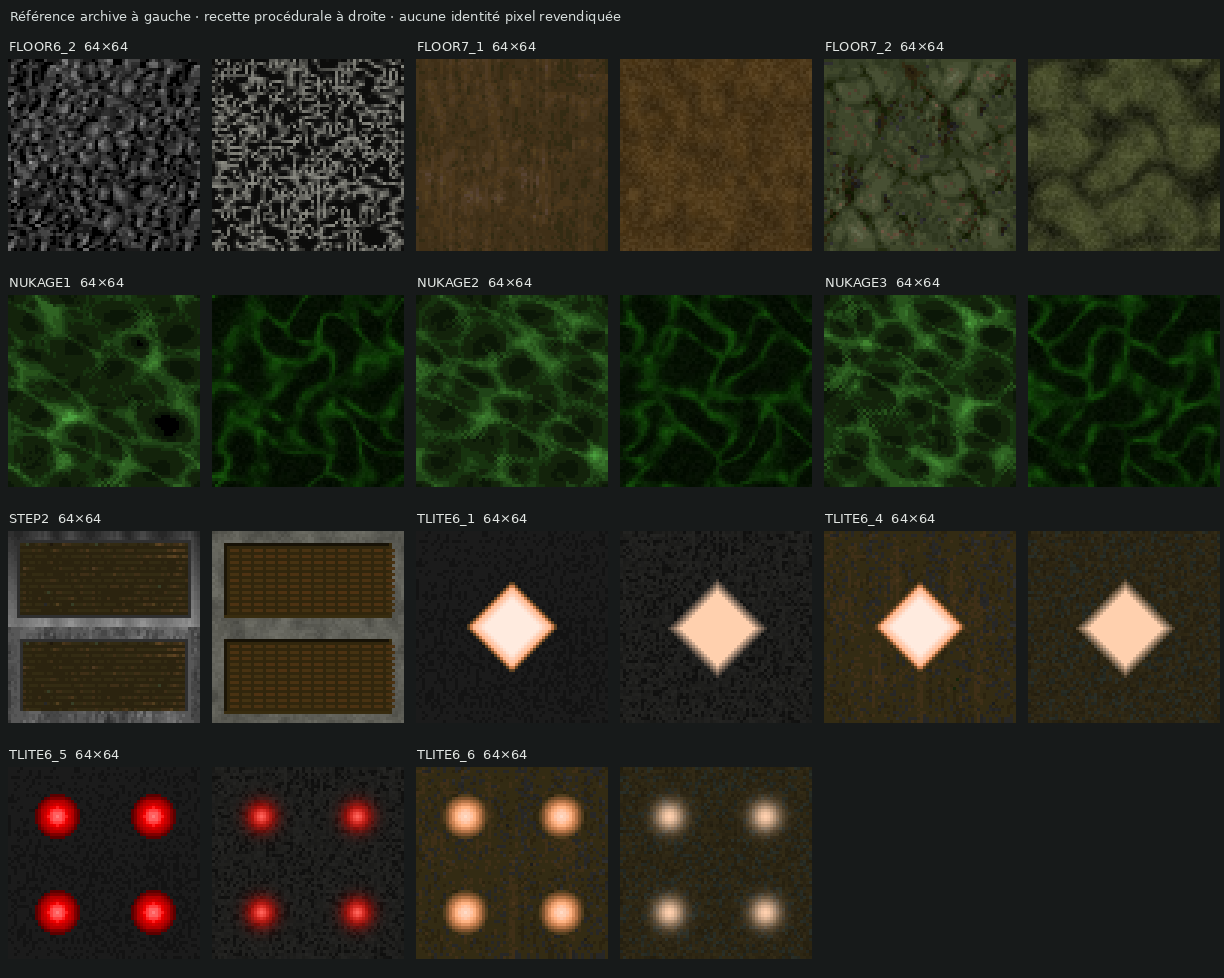 Référence archive à gauche · recette procédurale à droite · aucune identité pixel revendiquée
FLOOR6_2 64×64
FLOOR7_1 64×64
FLOOR7_2 64×64
NUKAGE1 64×64
NUKAGE2 64×64
NUKAGE3 64×64
STEP2 64×64
TLITE6_1 64×64
TLITE6_4 64×64
TLITE6_5 64×64
TLITE6_6 64×64